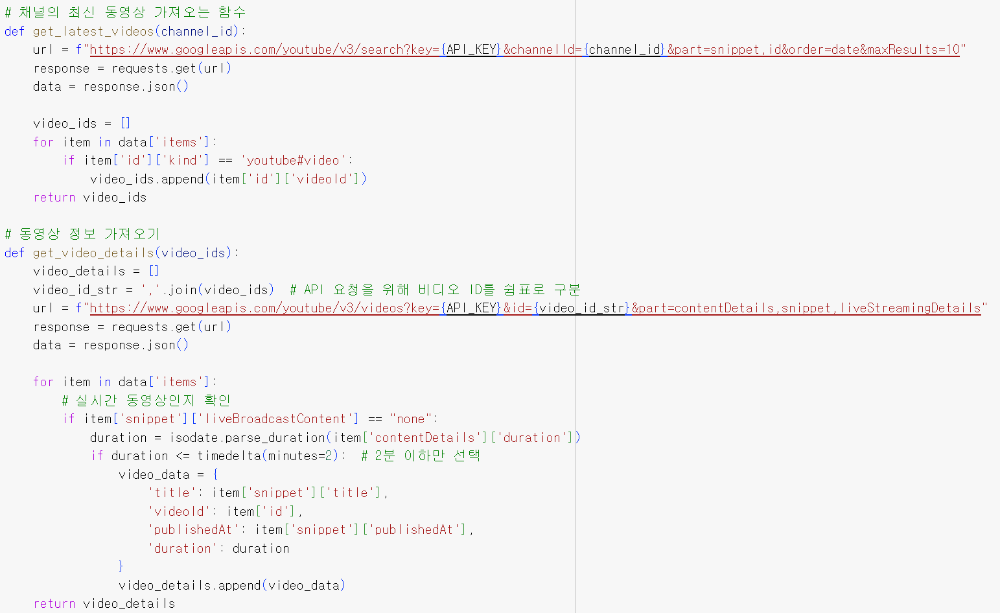 # 채널의 최신 동영상 가져오는 함수
def get_latest_videos(channel_id):
    url = f"https://www.googleapis.com/youtube/v3/search?key={API_KEY}&channelId={channel_id}&part=snippet,id&order=date&maxResults=10"
    response = requests.get(url)
    data = response.json()

    video_ids = []
    for item in data['items']:
        if item['id']['kind'] == 'youtube#video':
            video_ids.append(item['id']['videoId'])
    return video_ids

# 동영상 정보 가져오기
def get_video_details(video_ids):
    video_details = []
    video_id_str = ','.join(video_ids)  # API 요청을 위해 비디오 ID를 쉼표로 구분
    url = f"https://www.googleapis.com/youtube/v3/videos?key={API_KEY}&id={video_id_str}&part=contentDetails,snippet,liveStreamingDetails"
    response = requests.get(url)
    data = response.json()

    for item in data['items']:
        # 실시간 동영상인지 확인
        if item['snippet']['liveBroadcastContent'] == "none":
            duration = isodate.parse_duration(item['contentDetails']['duration'])
            if duration <= timedelta(minutes=2):  # 2분 이하만 선택
                video_data = {
                    'title': item['snippet']['title'],
                    'videoId': item['id'],
                    'publishedAt': item['snippet']['publishedAt'],
                    'duration': duration
                }
                video_details.append(video_data)
    return video_details